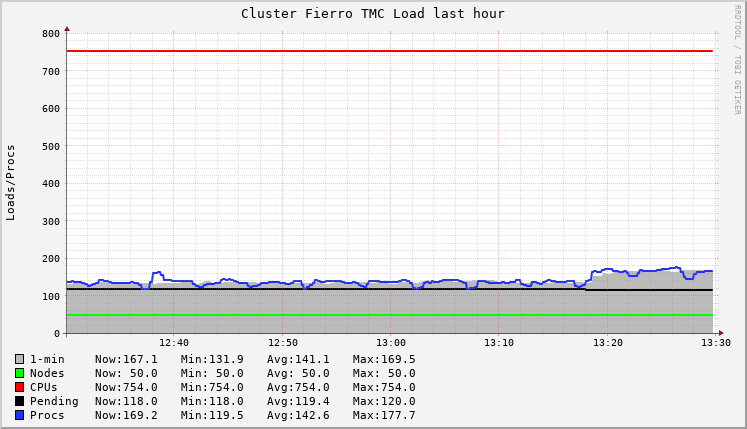 Cluster Fierro TMC Load last hour
RRDTOOL / TOBI OETIKER
Loads/Procs
800
700
600
500
400
300
200
100
0
12:40 12:50 13:00 13:10 13:20 13:30
1-min Now:167.1 Min:131.9 Avg:141.1 Max:169.5
Nodes Now: 50.0 Min: 50.0 Avg: 50.0 Max: 50.0
CPUs Now:754.0 Min:754.0 Avg:754.0 Max:754.0
Pending Now:118.0 Min:118.0 Avg:119.4 Max:120.0
Procs Now:169.2 Min:119.5 Avg:142.6 Max:177.7